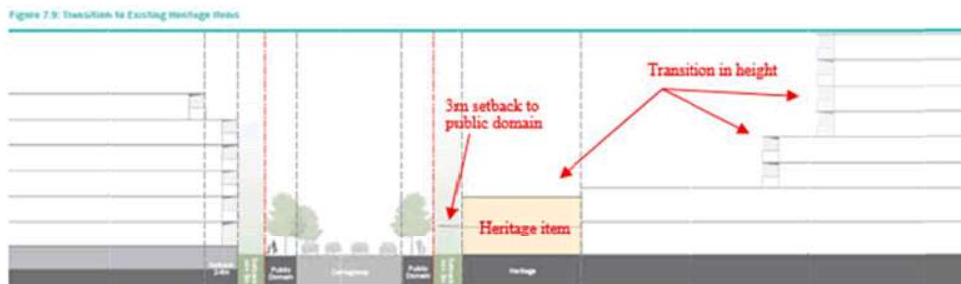 Figure 7.9: Transition to Existing Heritage Items
Transition in height
3m setback to
public domain
Heritage item
Public
Domain
Carriageway
Public
Domain
Heritage